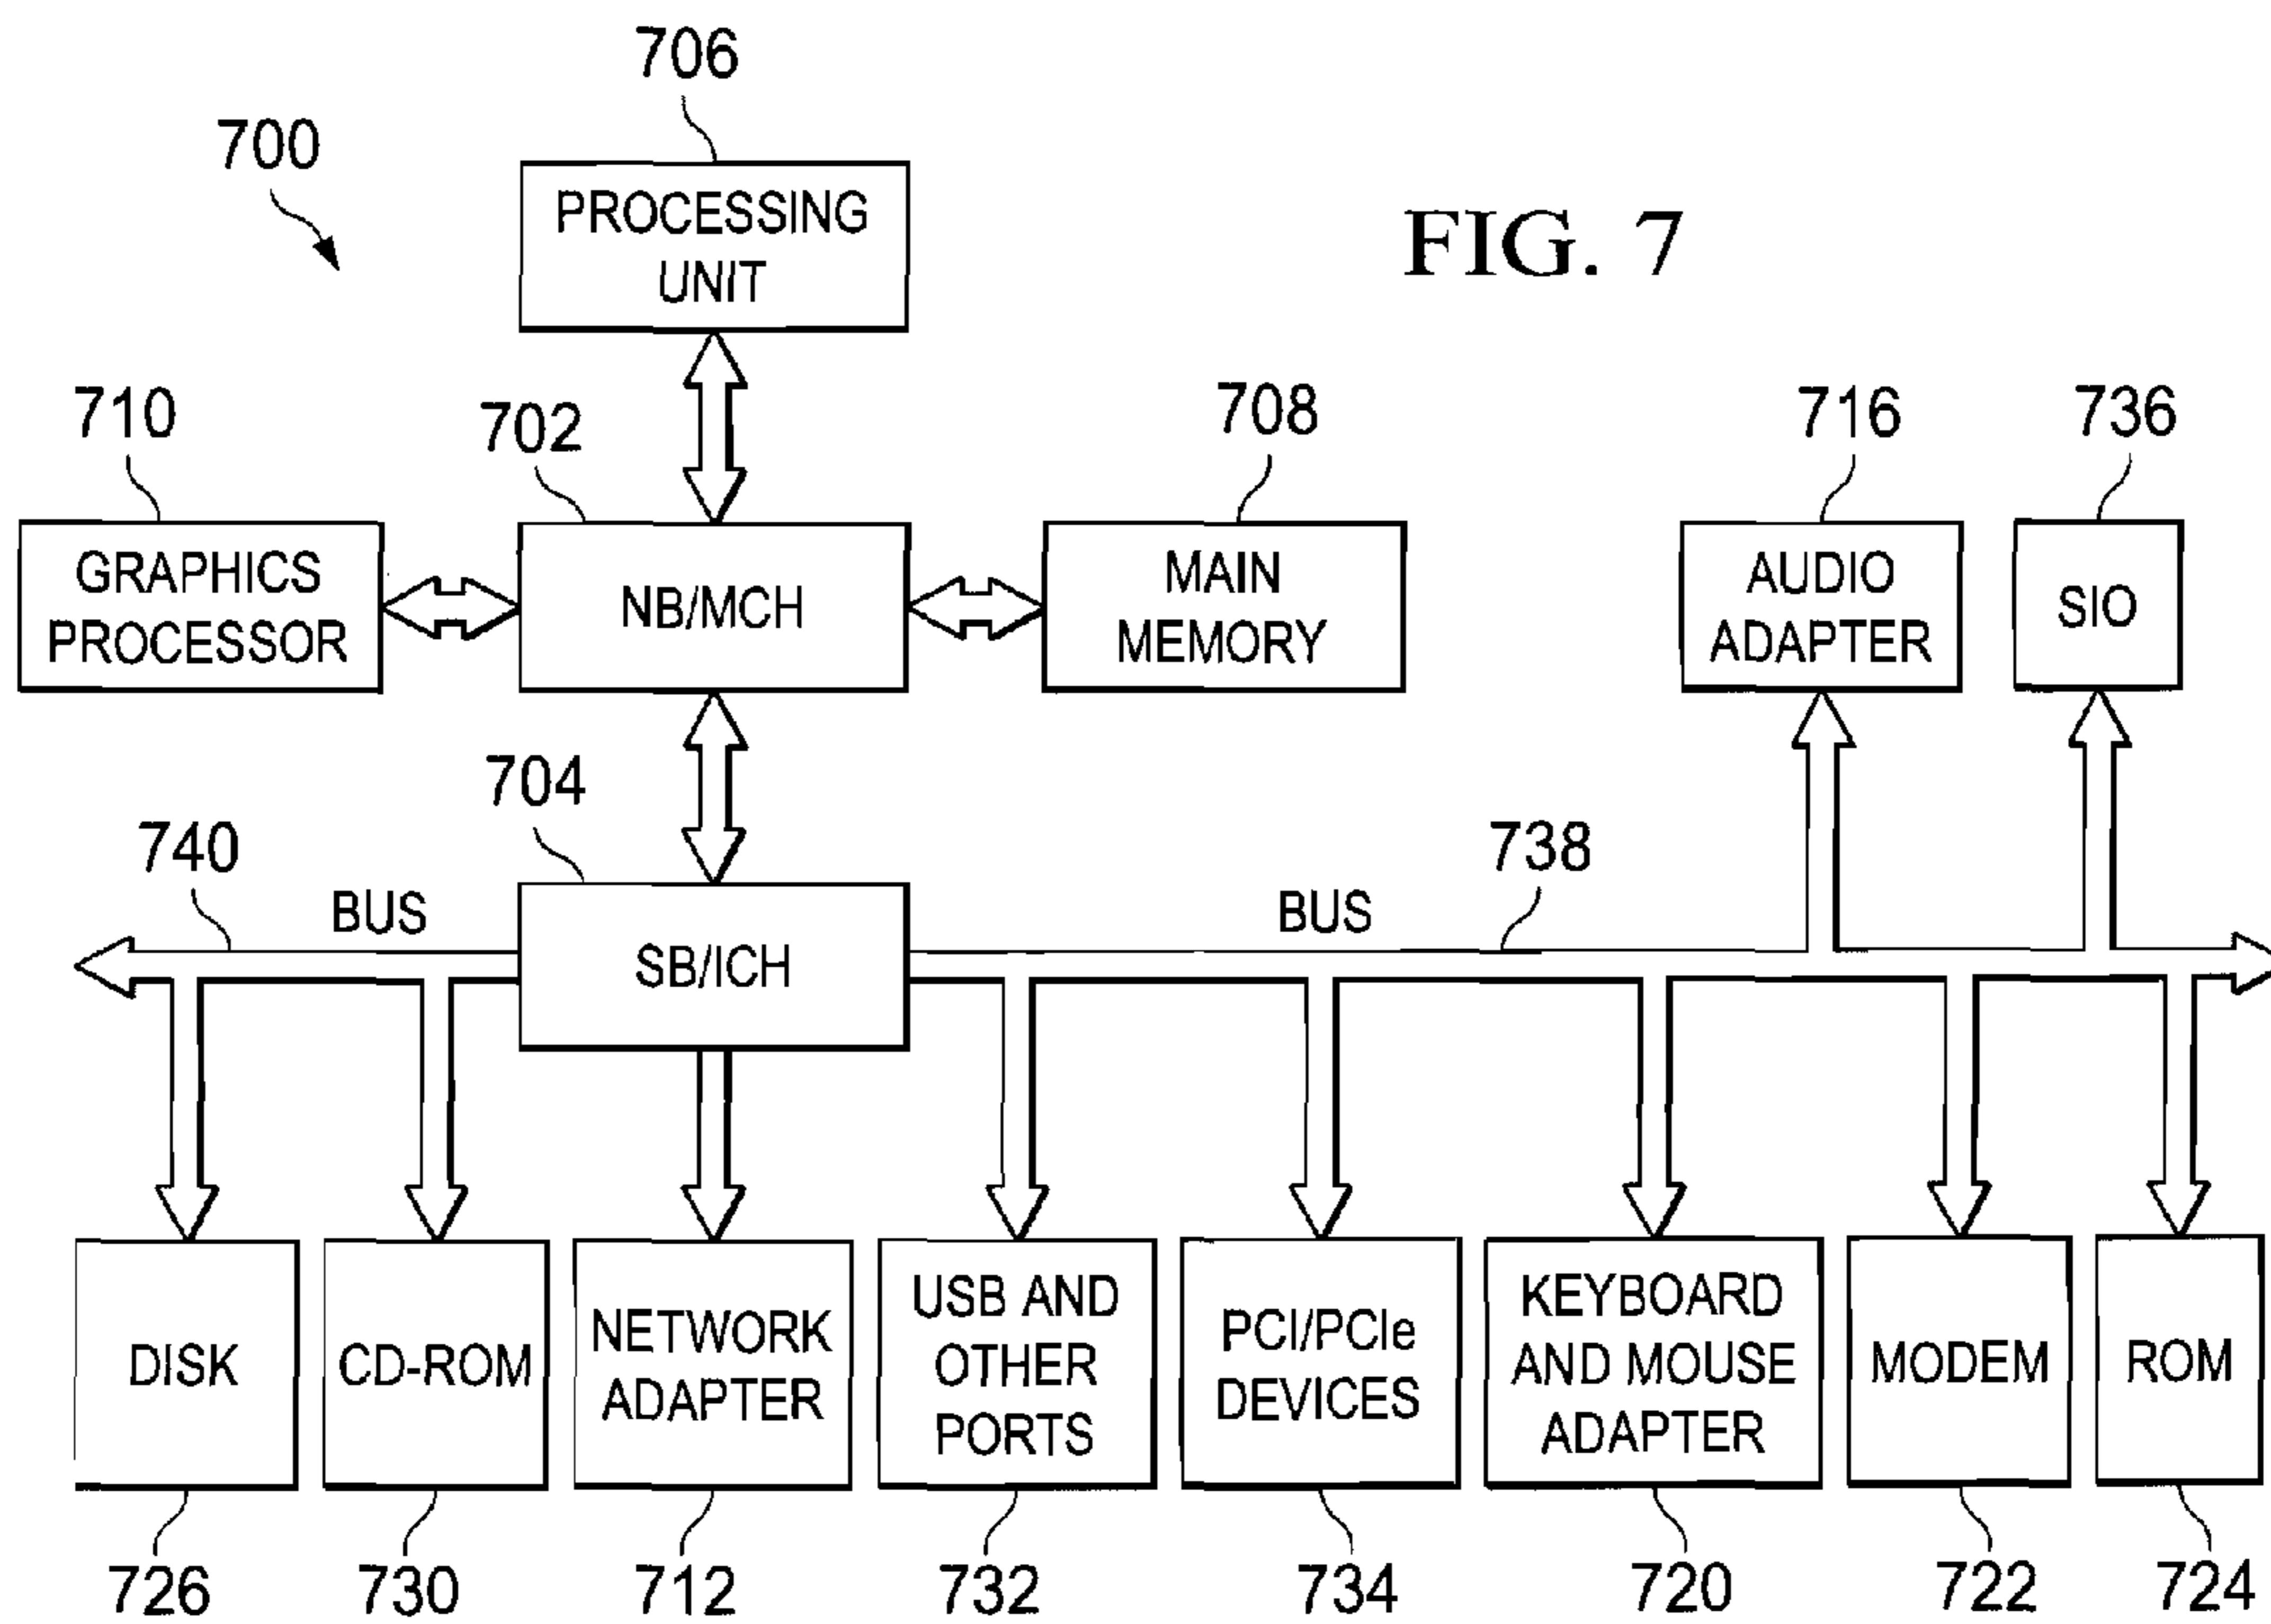 706
700
PROCESSING
UNIT
FIG. 7
710
702
708
716
736
GRAPHICS
PROCESSOR
NB/MCH
MAIN
MEMORY
AUDIO
ADAPTER
SIO
704
740
738
BUS
BUS
SB/ICH
DISK
CD-ROM
NETWORK
ADAPTER
USB AND
OTHER
PORTS
PCI/PCIe
DEVICES
KEYBOARD
AND MOUSE
ADAPTER
MODEM
ROM
726
730
712
732
734
720
722
724